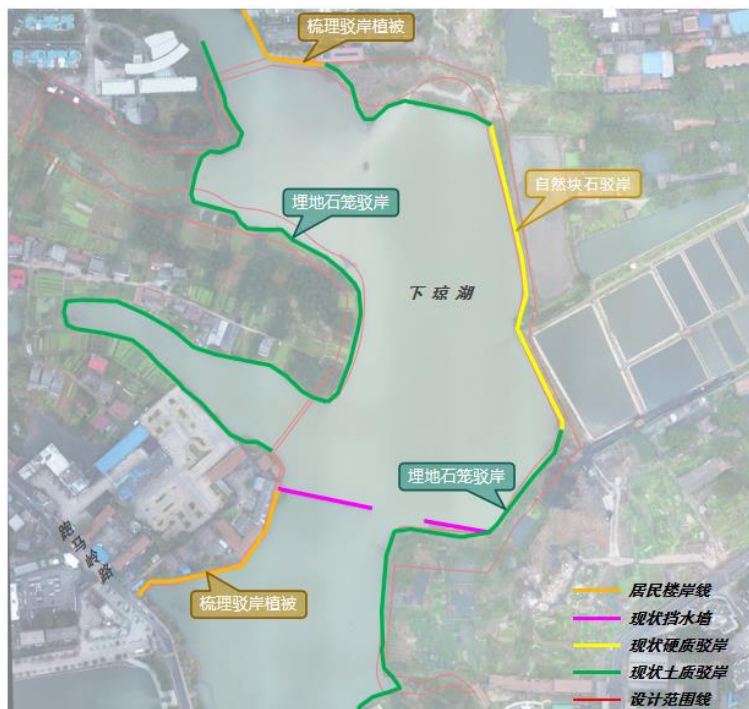 梳理驳岸植被
自然块石驳岸
埋地石笼驳岸
下琼湖
埋地石笼驳岸
跑马岭路
梳理驳岸植被
居民楼岸线
现状挡水墙
现状硬质驳岸
现状土质驳岸
设计范围线